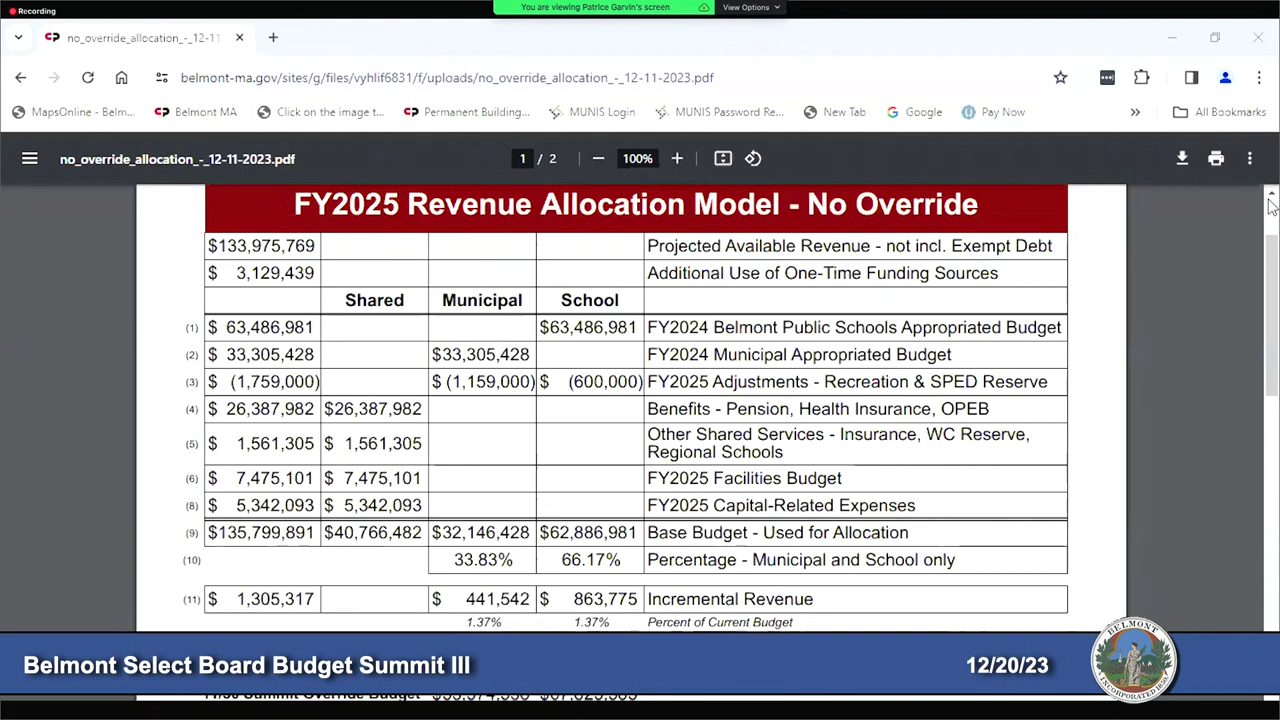 Recording
You are viewing Patrice Garvin's screen
View Options
no_override_allocation_-_12-11
belmont-ma.gov/sites/g/files/vyhlif6831/f/uploads/no_override_allocation_-_12-11-2023.pdf
MapsOnline - Belm... Belmont MA Click on the image t... Permanent Building... MUNIS Login MUNIS Password Re... New Tab Google Pay Now » All Bookmarks
no_override_allocation_-_12-11-2023.pdf 1 / 2 100%
FY2025 Revenue Allocation Model - No Override
$133,975,769 Projected Available Revenue - not incl. Exempt Debt
$ 3,129,439 Additional Use of One-Time Funding Sources
Shared Municipal School
(1) $ 63,486,981 $63,486,981 FY2024 Belmont Public Schools Appropriated Budget
(2) $ 33,305,428 $33,305,428 FY2024 Municipal Appropriated Budget
(3) $ (1,759,000) $ (1,159,000) $ (600,000) FY2025 Adjustments - Recreation & SPED Reserve
(4) $ 26,387,982 $26,387,982 Benefits - Pension, Health Insurance, OPEB
(5) $ 1,561,305 $ 1,561,305 Other Shared Services - Insurance, WC Reserve,
Regional Schools
(6) $ 7,475,101 $ 7,475,101 FY2025 Facilities Budget
(8) $ 5,342,093 $ 5,342,093 FY2025 Capital-Related Expenses
(9) $135,799,891 $40,766,482 $32,146,428 $62,886,981 Base Budget - Used for Allocation
(10) 33.83% 66.17% Percentage - Municipal and School only
(11) $ 1,305,317 $ 441,542 $ 863,775 Incremental Revenue
1.37% 1.37% Percent of Current Budget
Belmont Select Board Budget Summit III 12/20/23
BELMONT